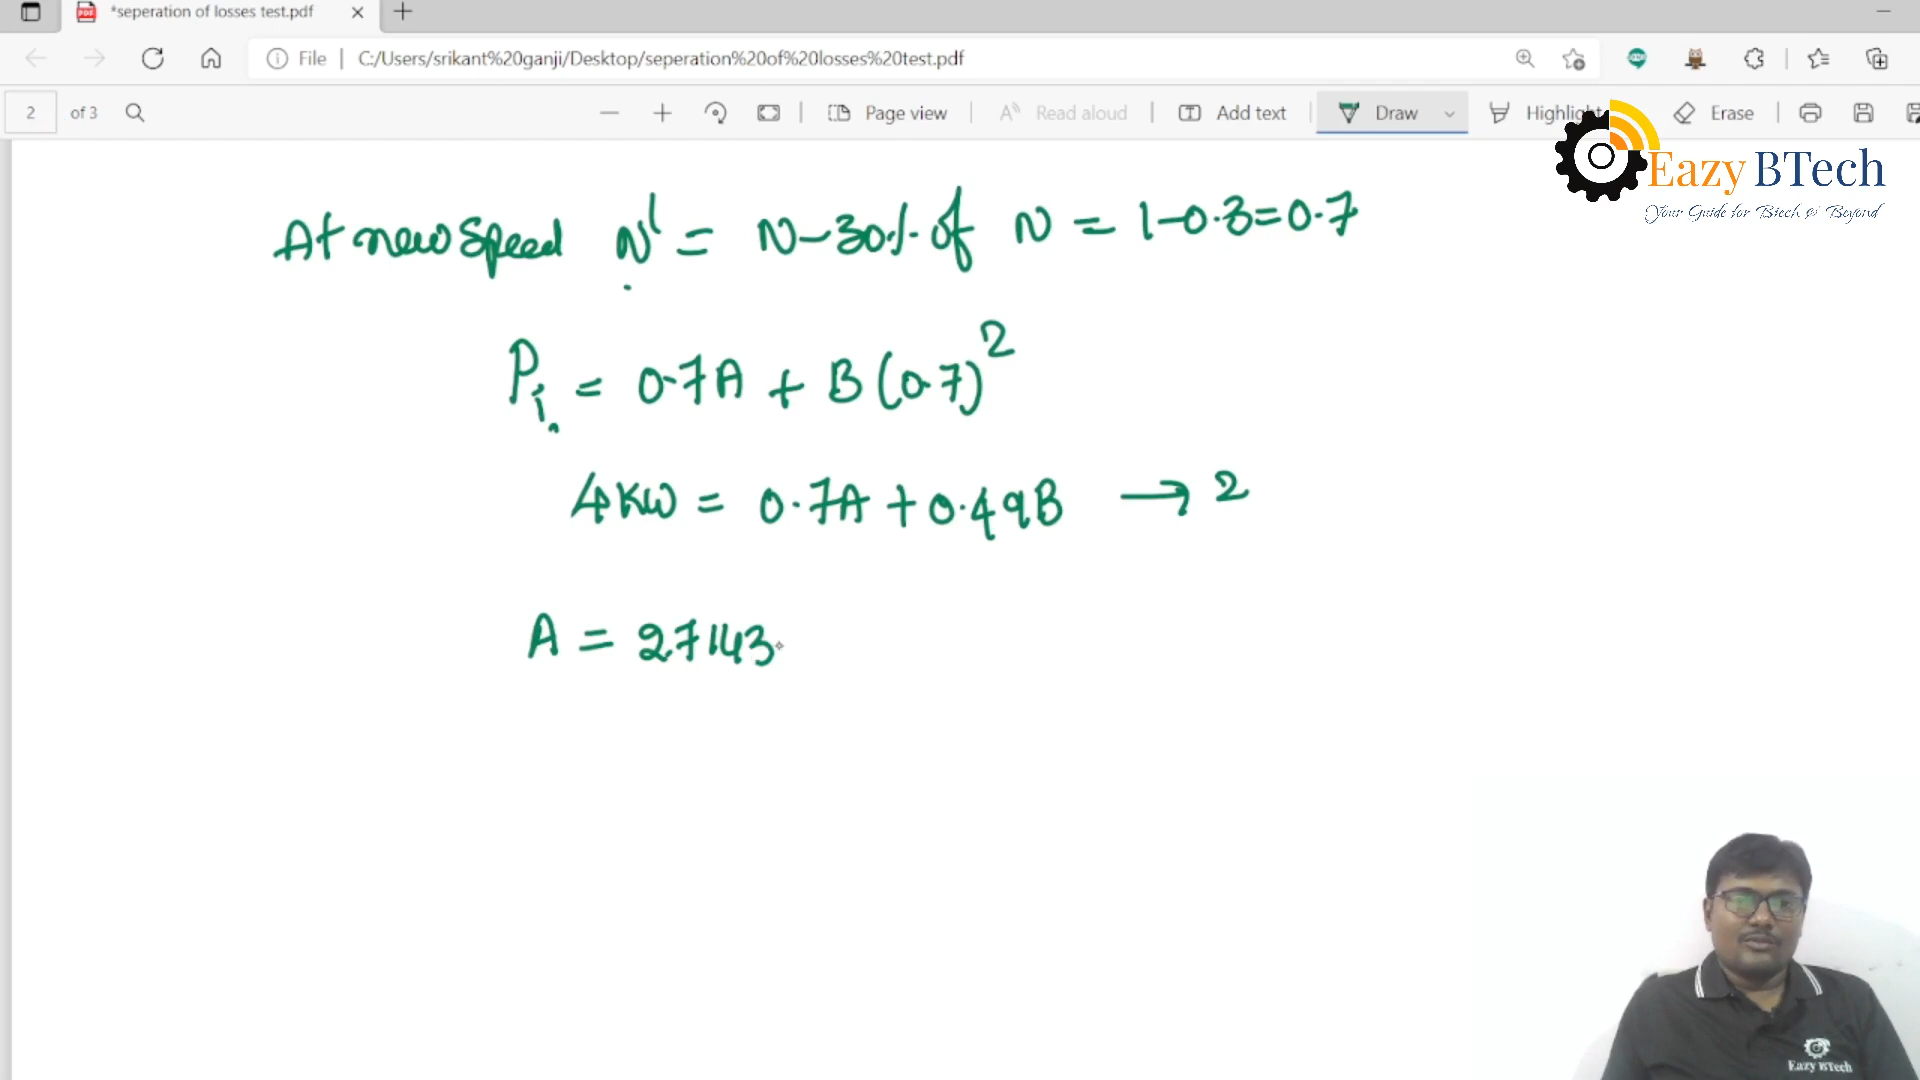 *seperation of losses test.pdf
File | C:/Users/srikant%20ganji/Desktop/seperation%20of%20losses%20test.pdf
2 of 3 Page view Read aloud Add text Draw Highlight Erase
Eazy BTech
Your Guide for Btech & Beyond
At new Speed N' = N-30% of N = 1-0.3=0.7
Pi = 0.7A + B(0.7)²
4KW = 0.7A + 0.49B → 2
A = 27143
Eazy BTech